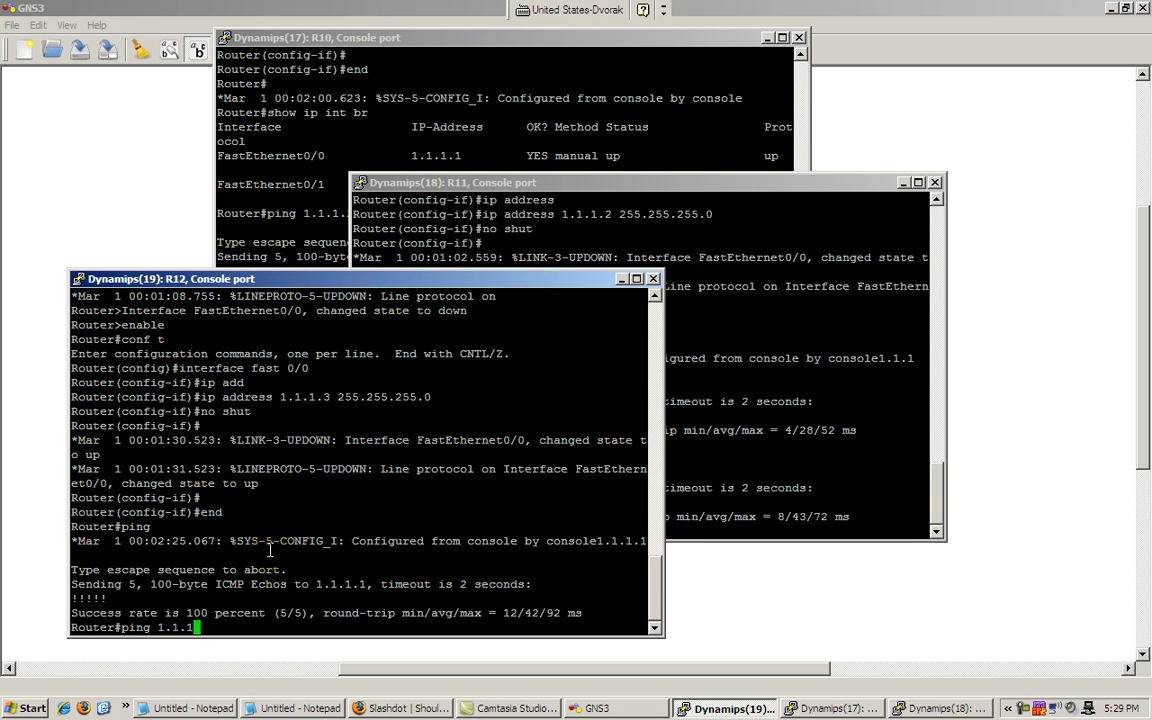 GNS3
United States-Dvorak
File Edit View Help
Dynamips(17): R10, Console port
Router(config-if)#
Router(config-if)#end
Router#
*Mar 1 00:02:00.623: %SYS-5-CONFIG_I: Configured from console by console
Router#show ip int br
Interface IP-Address OK? Method Status Prot
ocol
FastEthernet0/0 1.1.1.1 YES manual up up
FastEthernet0/1
Router#ping 1.1.1.
Type escape sequen
Sending 5, 100-byt
Dynamips(18): R11, Console port
Router(config-if)#ip address
Router(config-if)#ip address 1.1.1.2 255.255.255.0
Router(config-if)#no shut
Router(config-if)#
*Mar 1 00:01:02.559: %LINK-3-UPDOWN: Interface FastEthernet0/0, changed state t
ine protocol on Interface FastEthern
gured from console by console1.1.1
timeout is 2 seconds:
ip min/avg/max = 4/28/52 ms
timeout is 2 seconds:
ip min/avg/max = 8/43/72 ms
Dynamips(19): R12, Console port
*Mar 1 00:01:08.755: %LINEPROTO-5-UPDOWN: Line protocol on
Router>Interface FastEthernet0/0, changed state to down
Router>enable
Router#conf t
Enter configuration commands, one per line. End with CNTL/Z.
Router(config)#interface fast 0/0
Router(config-if)#ip add
Router(config-if)#ip address 1.1.1.3 255.255.255.0
Router(config-if)#no shut
Router(config-if)#
*Mar 1 00:01:30.523: %LINK-3-UPDOWN: Interface FastEthernet0/0, changed state t
o up
*Mar 1 00:01:31.523: %LINEPROTO-5-UPDOWN: Line protocol on Interface FastEthern
et0/0, changed state to up
Router(config-if)#
Router(config-if)#end
Router#ping
*Mar 1 00:02:25.067: %SYS-5-CONFIG_I: Configured from console by console1.1.1.1
Type escape sequence to abort.
Sending 5, 100-byte ICMP Echos to 1.1.1.1, timeout is 2 seconds:
!!!!!
Success rate is 100 percent (5/5), round-trip min/avg/max = 12/42/92 ms
Router#ping 1.1.1
Start Untitled - Notepad Untitled - Notepad Slashdot | Shoul... Camtasia Studio... GNS3 Dynamips(19)... Dynamips(17): ... Dynamips(18): ... 5:29 PM